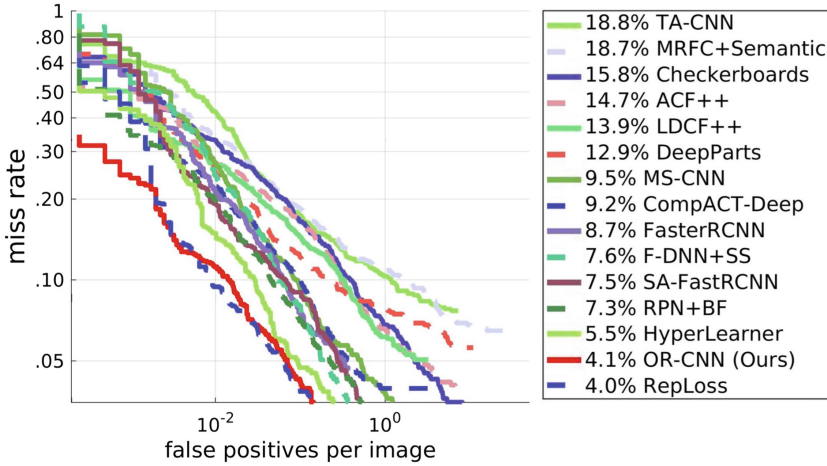 1
.80
.64
.50
.40
.30
.20
.10
.05
miss rate
10^-2
10^0
false positives per image
18.8% TA-CNN
18.7% MRFC+Semantic
15.8% Checkerboards
14.7% ACF++
13.9% LDCF++
12.9% DeepParts
9.5% MS-CNN
9.2% CompACT-Deep
8.7% FasterRCNN
7.6% F-DNN+SS
7.5% SA-FastRCNN
7.3% RPN+BF
5.5% HyperLearner
4.1% OR-CNN (Ours)
4.0% RepLoss